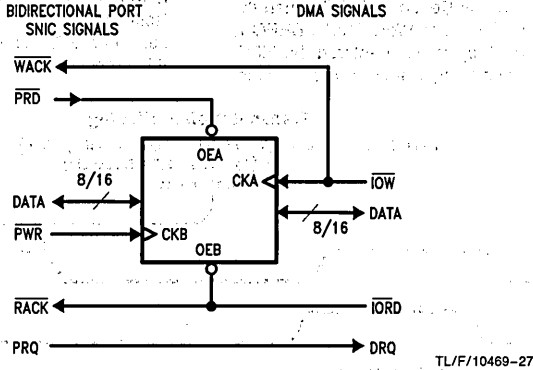 BIDIRECTIONAL PORT
SNIC SIGNALS
DMA SIGNALS
WACK
PRD
OEA
CKA
IOW
8/16
DATA
DATA
8/16
PWR
CKB
OEB
RACK
IORD
PRQ
DRQ
TL/F/10469-27